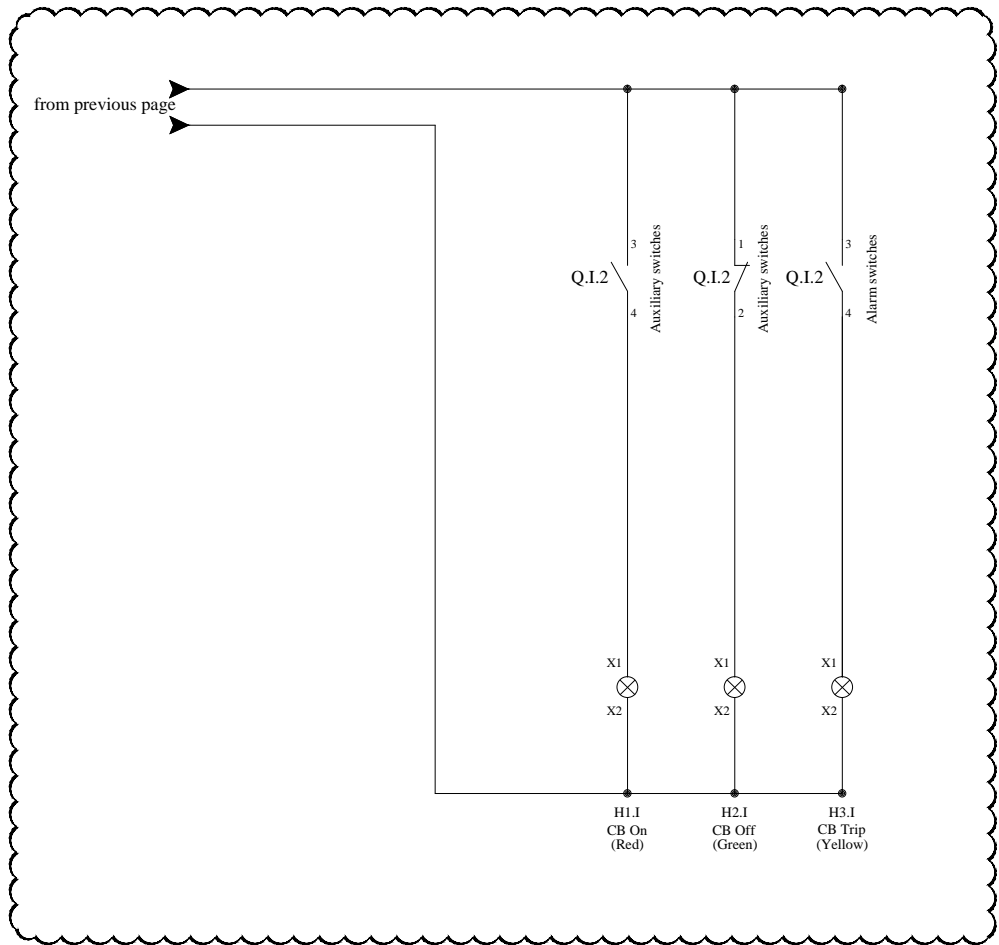 from previous page
3
1
3
Q.I.2
Auxiliary switches
Q.I.2
Auxiliary switches
Q.I.2
Alarm switches
4
2
4
X1
X1
X1
X2
X2
X2
H1.I
CB On
(Red)
H2.I
CB Off
(Green)
H3.I
CB Trip
(Yellow)